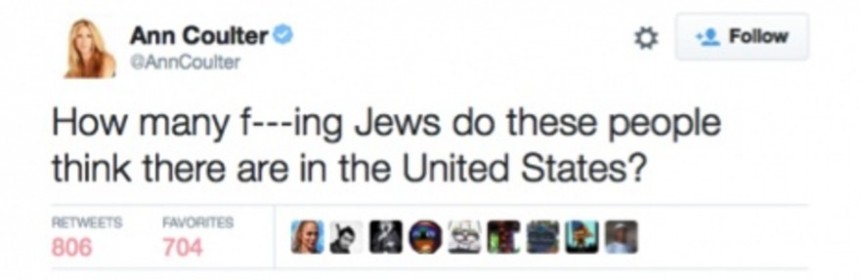 Ann Coulter
@AnnCoulter
Follow
How many f---ing Jews do these people
think there are in the United States?
RETWEETS FAVORITES
806 704